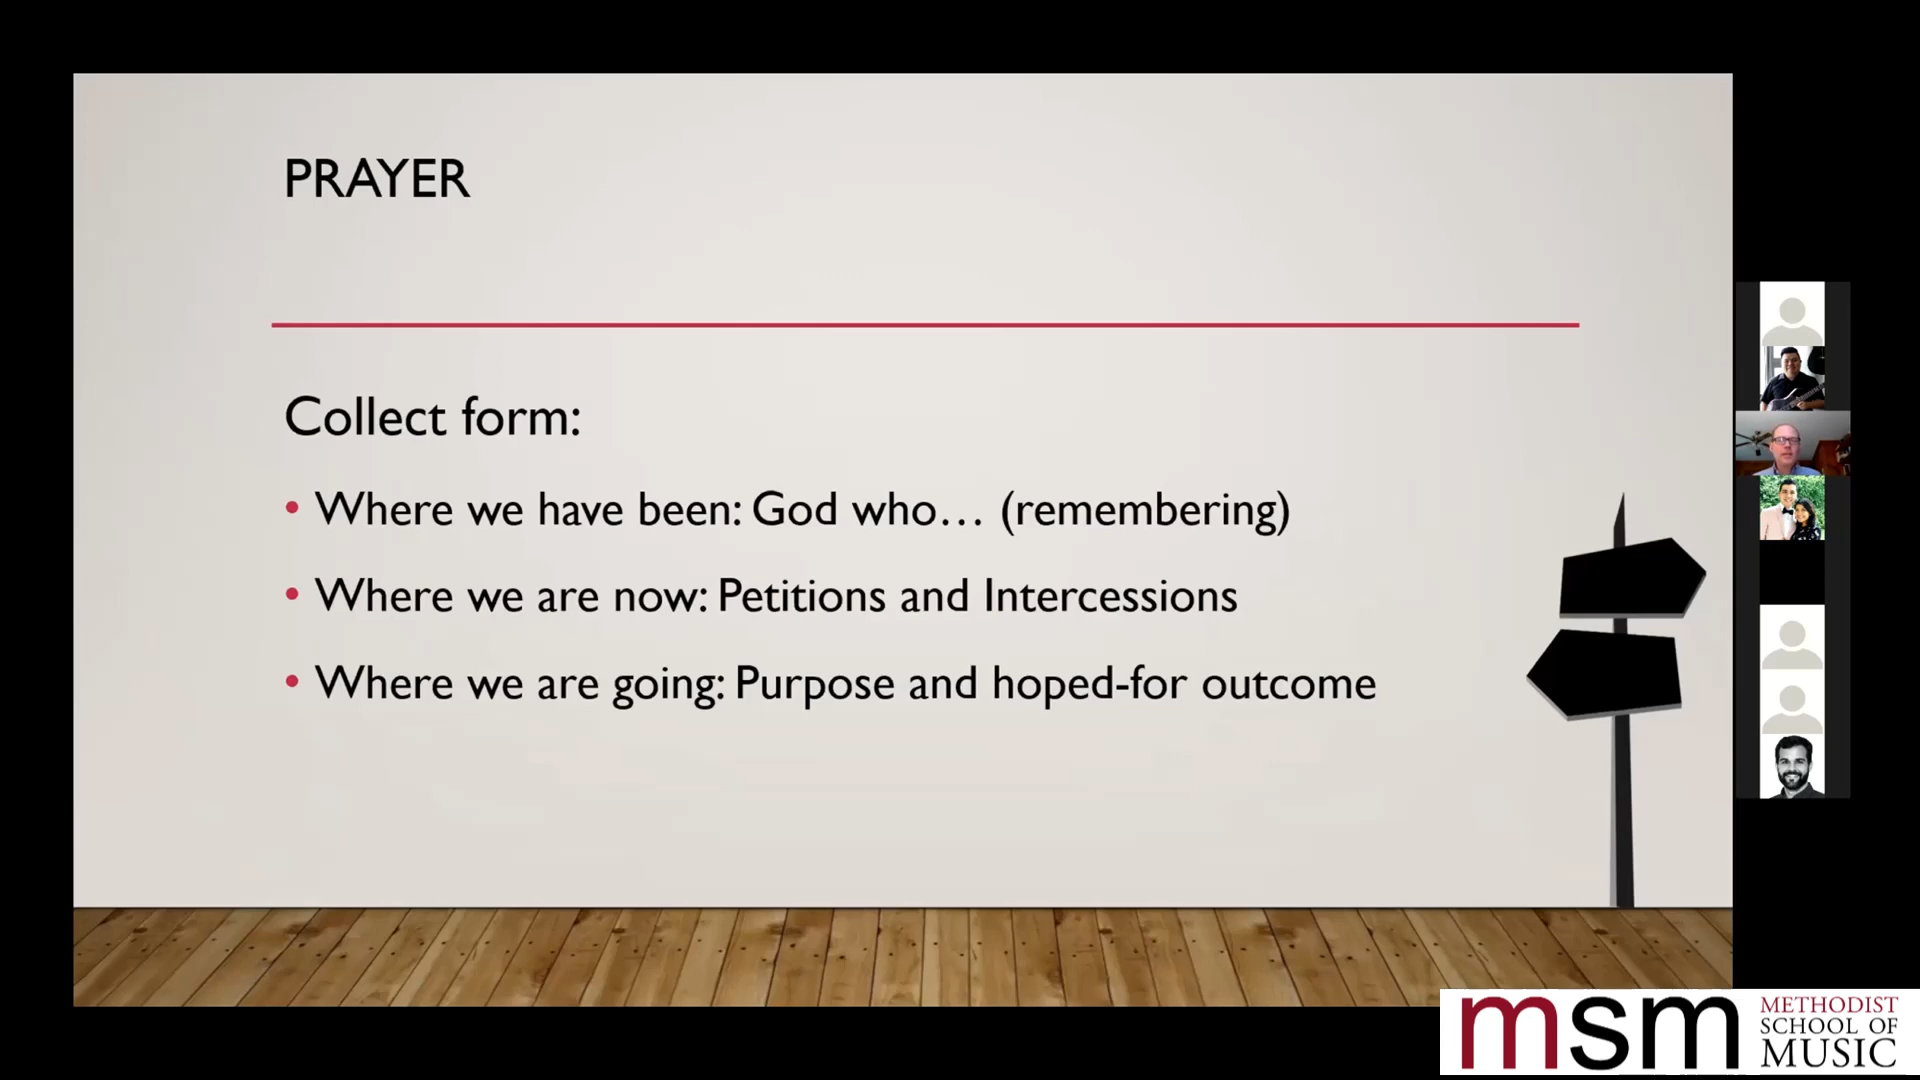 PRAYER
Collect form:
• Where we have been: God who… (remembering)
• Where we are now: Petitions and Intercessions
• Where we are going: Purpose and hoped-for outcome
msm
METHODIST
SCHOOL OF
MUSIC